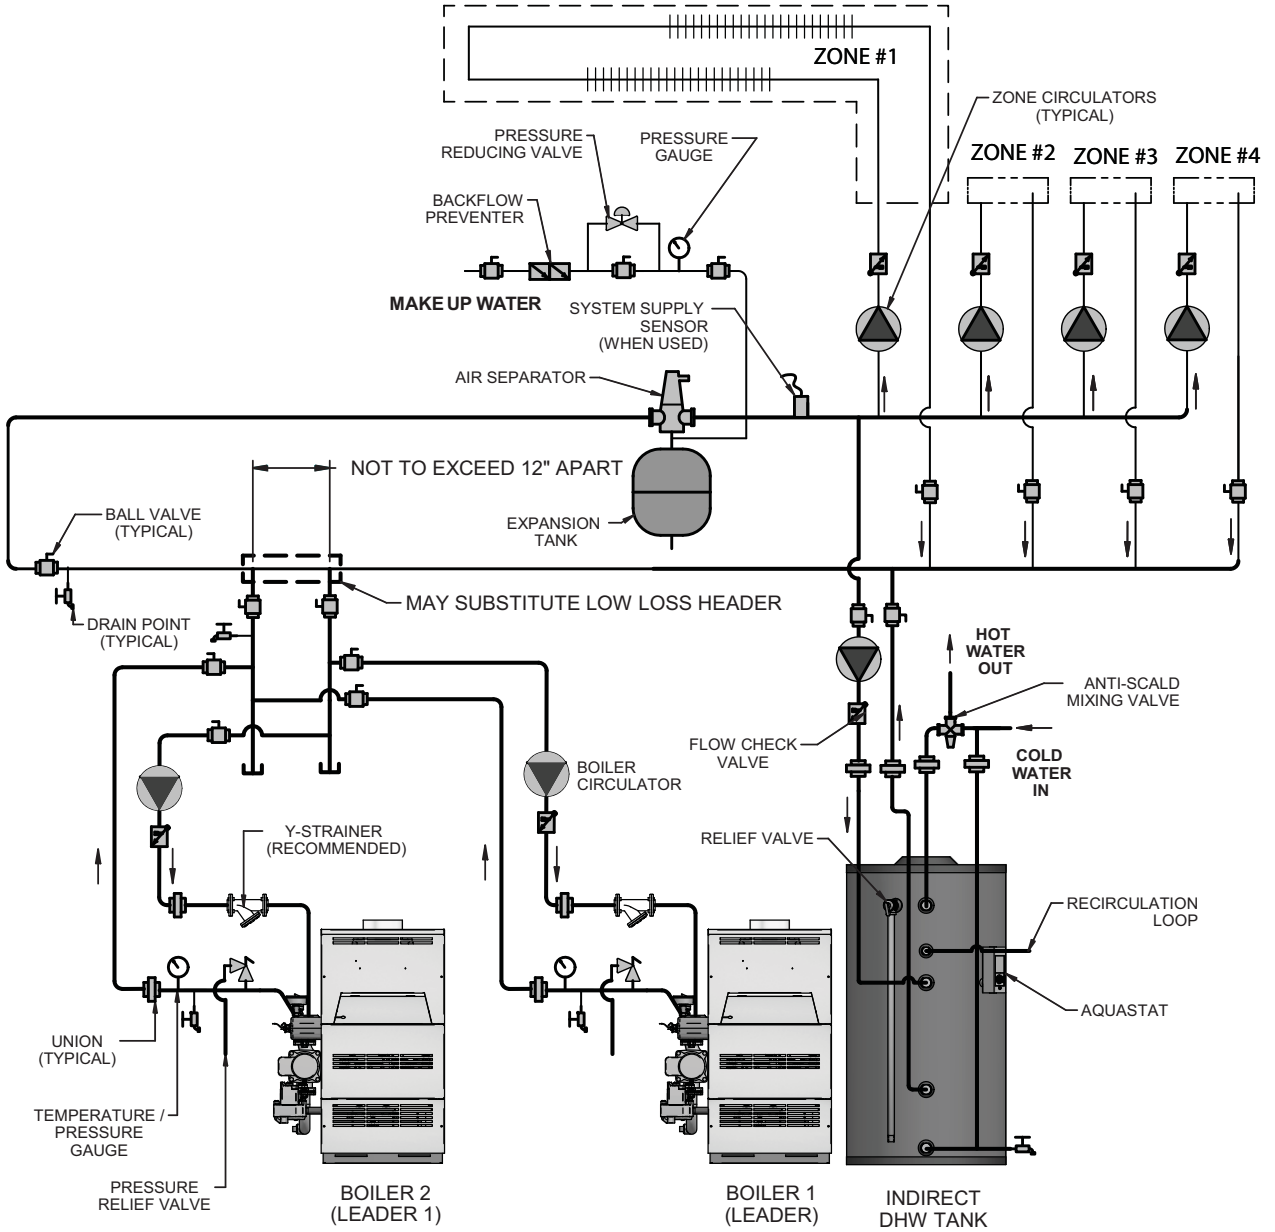 ZONE #1
ZONE CIRCULATORS
(TYPICAL)
PRESSURE
REDUCING VALVE
PRESSURE
GAUGE
ZONE #2
ZONE #3
ZONE #4
BACKFLOW
PREVENTER
MAKE UP WATER
SYSTEM SUPPLY
SENSOR
(WHEN USED)
AIR SEPARATOR
NOT TO EXCEED 12" APART
BALL VALVE
(TYPICAL)
EXPANSION
TANK
MAY SUBSTITUTE LOW LOSS HEADER
DRAIN POINT
(TYPICAL)
HOT
WATER
OUT
ANTI-SCALD
MIXING VALVE
FLOW CHECK
VALVE
COLD
WATER
IN
BOILER
CIRCULATOR
Y-STRAINER
(RECOMMENDED)
RELIEF VALVE
RECIRCULATION
LOOP
AQUASTAT
UNION
(TYPICAL)
TEMPERATURE /
PRESSURE
GAUGE
PRESSURE
RELIEF VALVE
BOILER 2
(LEADER 1)
BOILER 1
(LEADER)
INDIRECT
DHW TANK